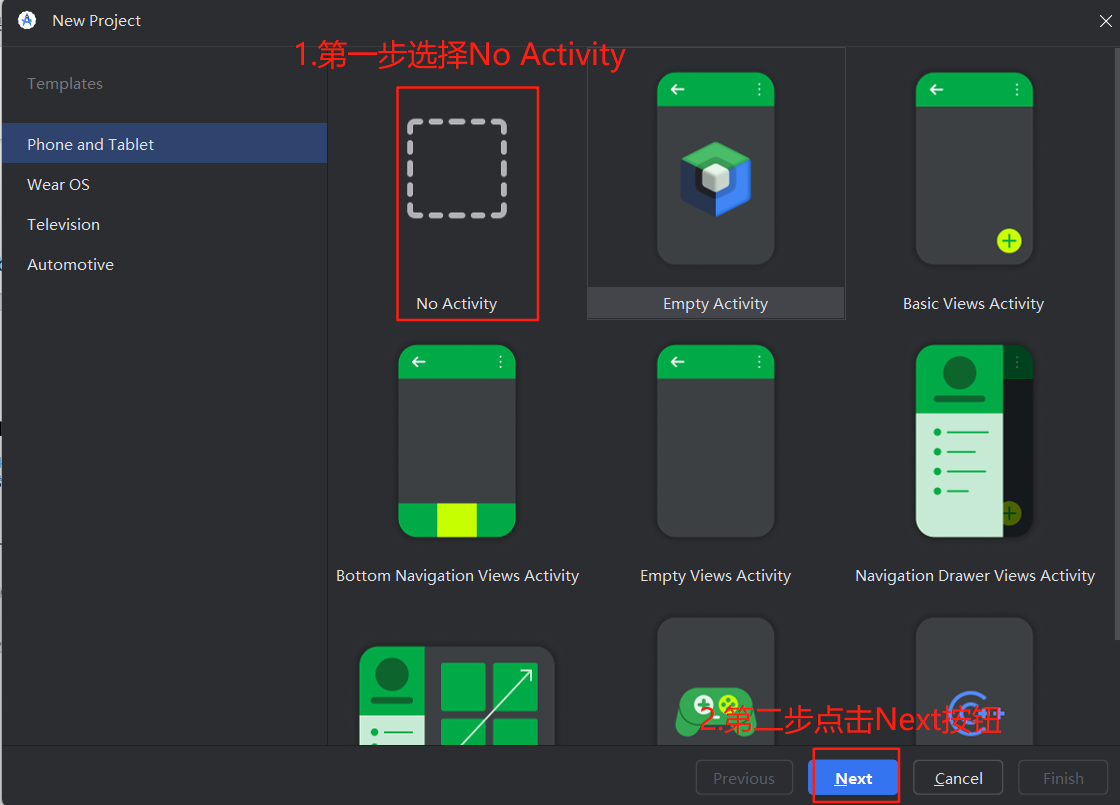 New Project
1.第一步选择No Activity
Templates
Phone and Tablet
Wear OS
Television
Automotive
No Activity
Empty Activity
Basic Views Activity
Bottom Navigation Views Activity
Empty Views Activity
Navigation Drawer Views Activity
2.第二步点击Next按钮
Previous
Next
Cancel
Finish